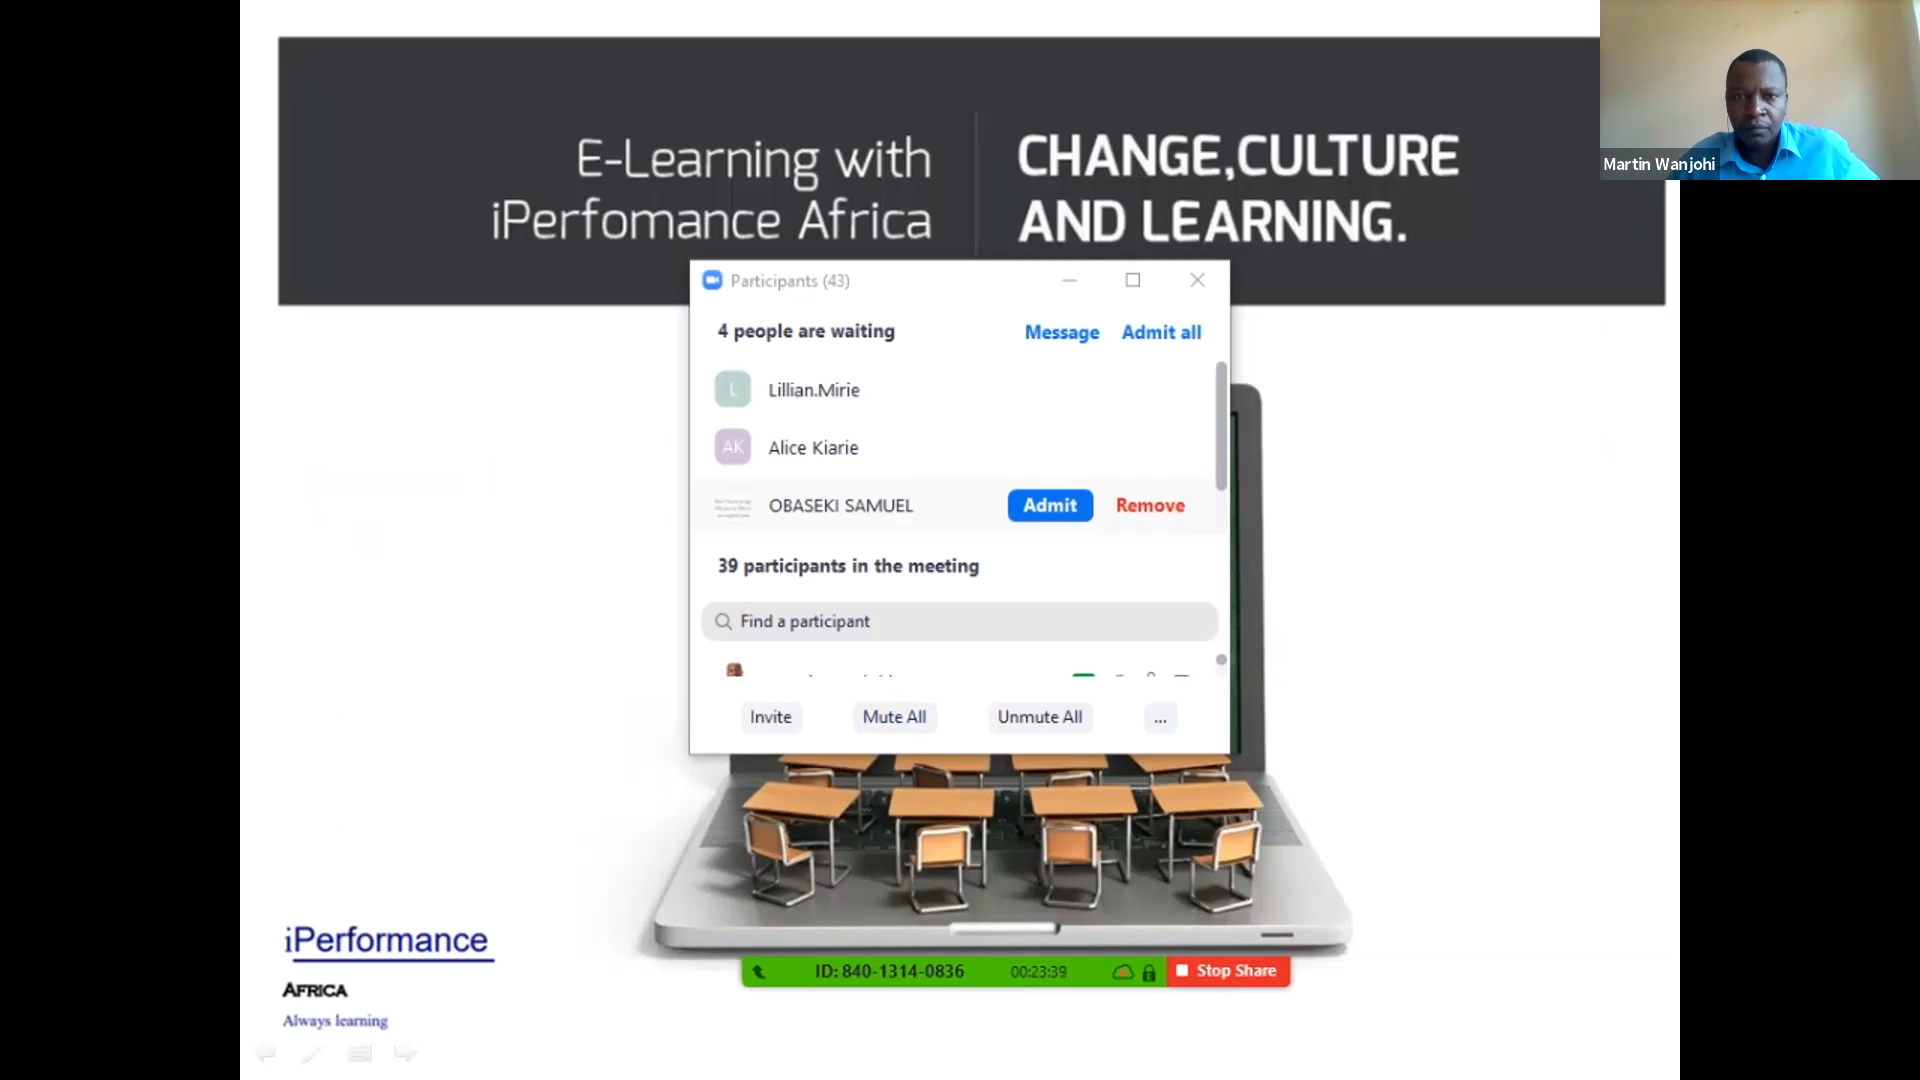 E-Learning with
iPerfomance Africa
CHANGE,CULTURE
AND LEARNING.
Martin Wanjohi
Participants (43)
4 people are waiting
Message
Admit all
L
Lillian.Mirie
AK
Alice Kiarie
OBASEKI SAMUEL
Admit
Remove
39 participants in the meeting
Find a participant
Invite
Mute All
Unmute All
...
iPerformance
AFRICA
Always learning
ID: 840-1314-0836
00:23:39
Stop Share